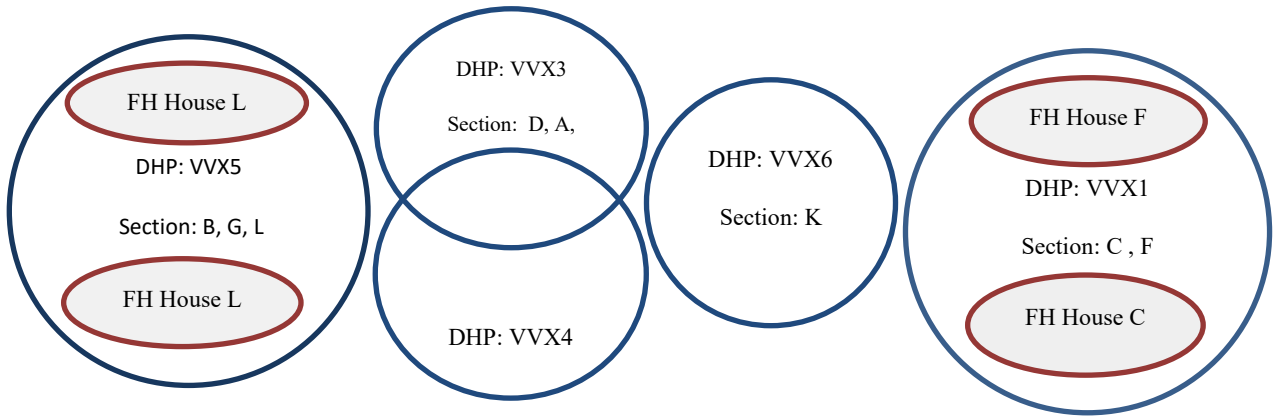 FH House L
DHP: VVX5
Section: B, G, L
FH House L
DHP: VVX3
Section: D, A,
DHP: VVX4
DHP: VVX6
Section: K
FH House F
DHP: VVX1
Section: C , F
FH House C